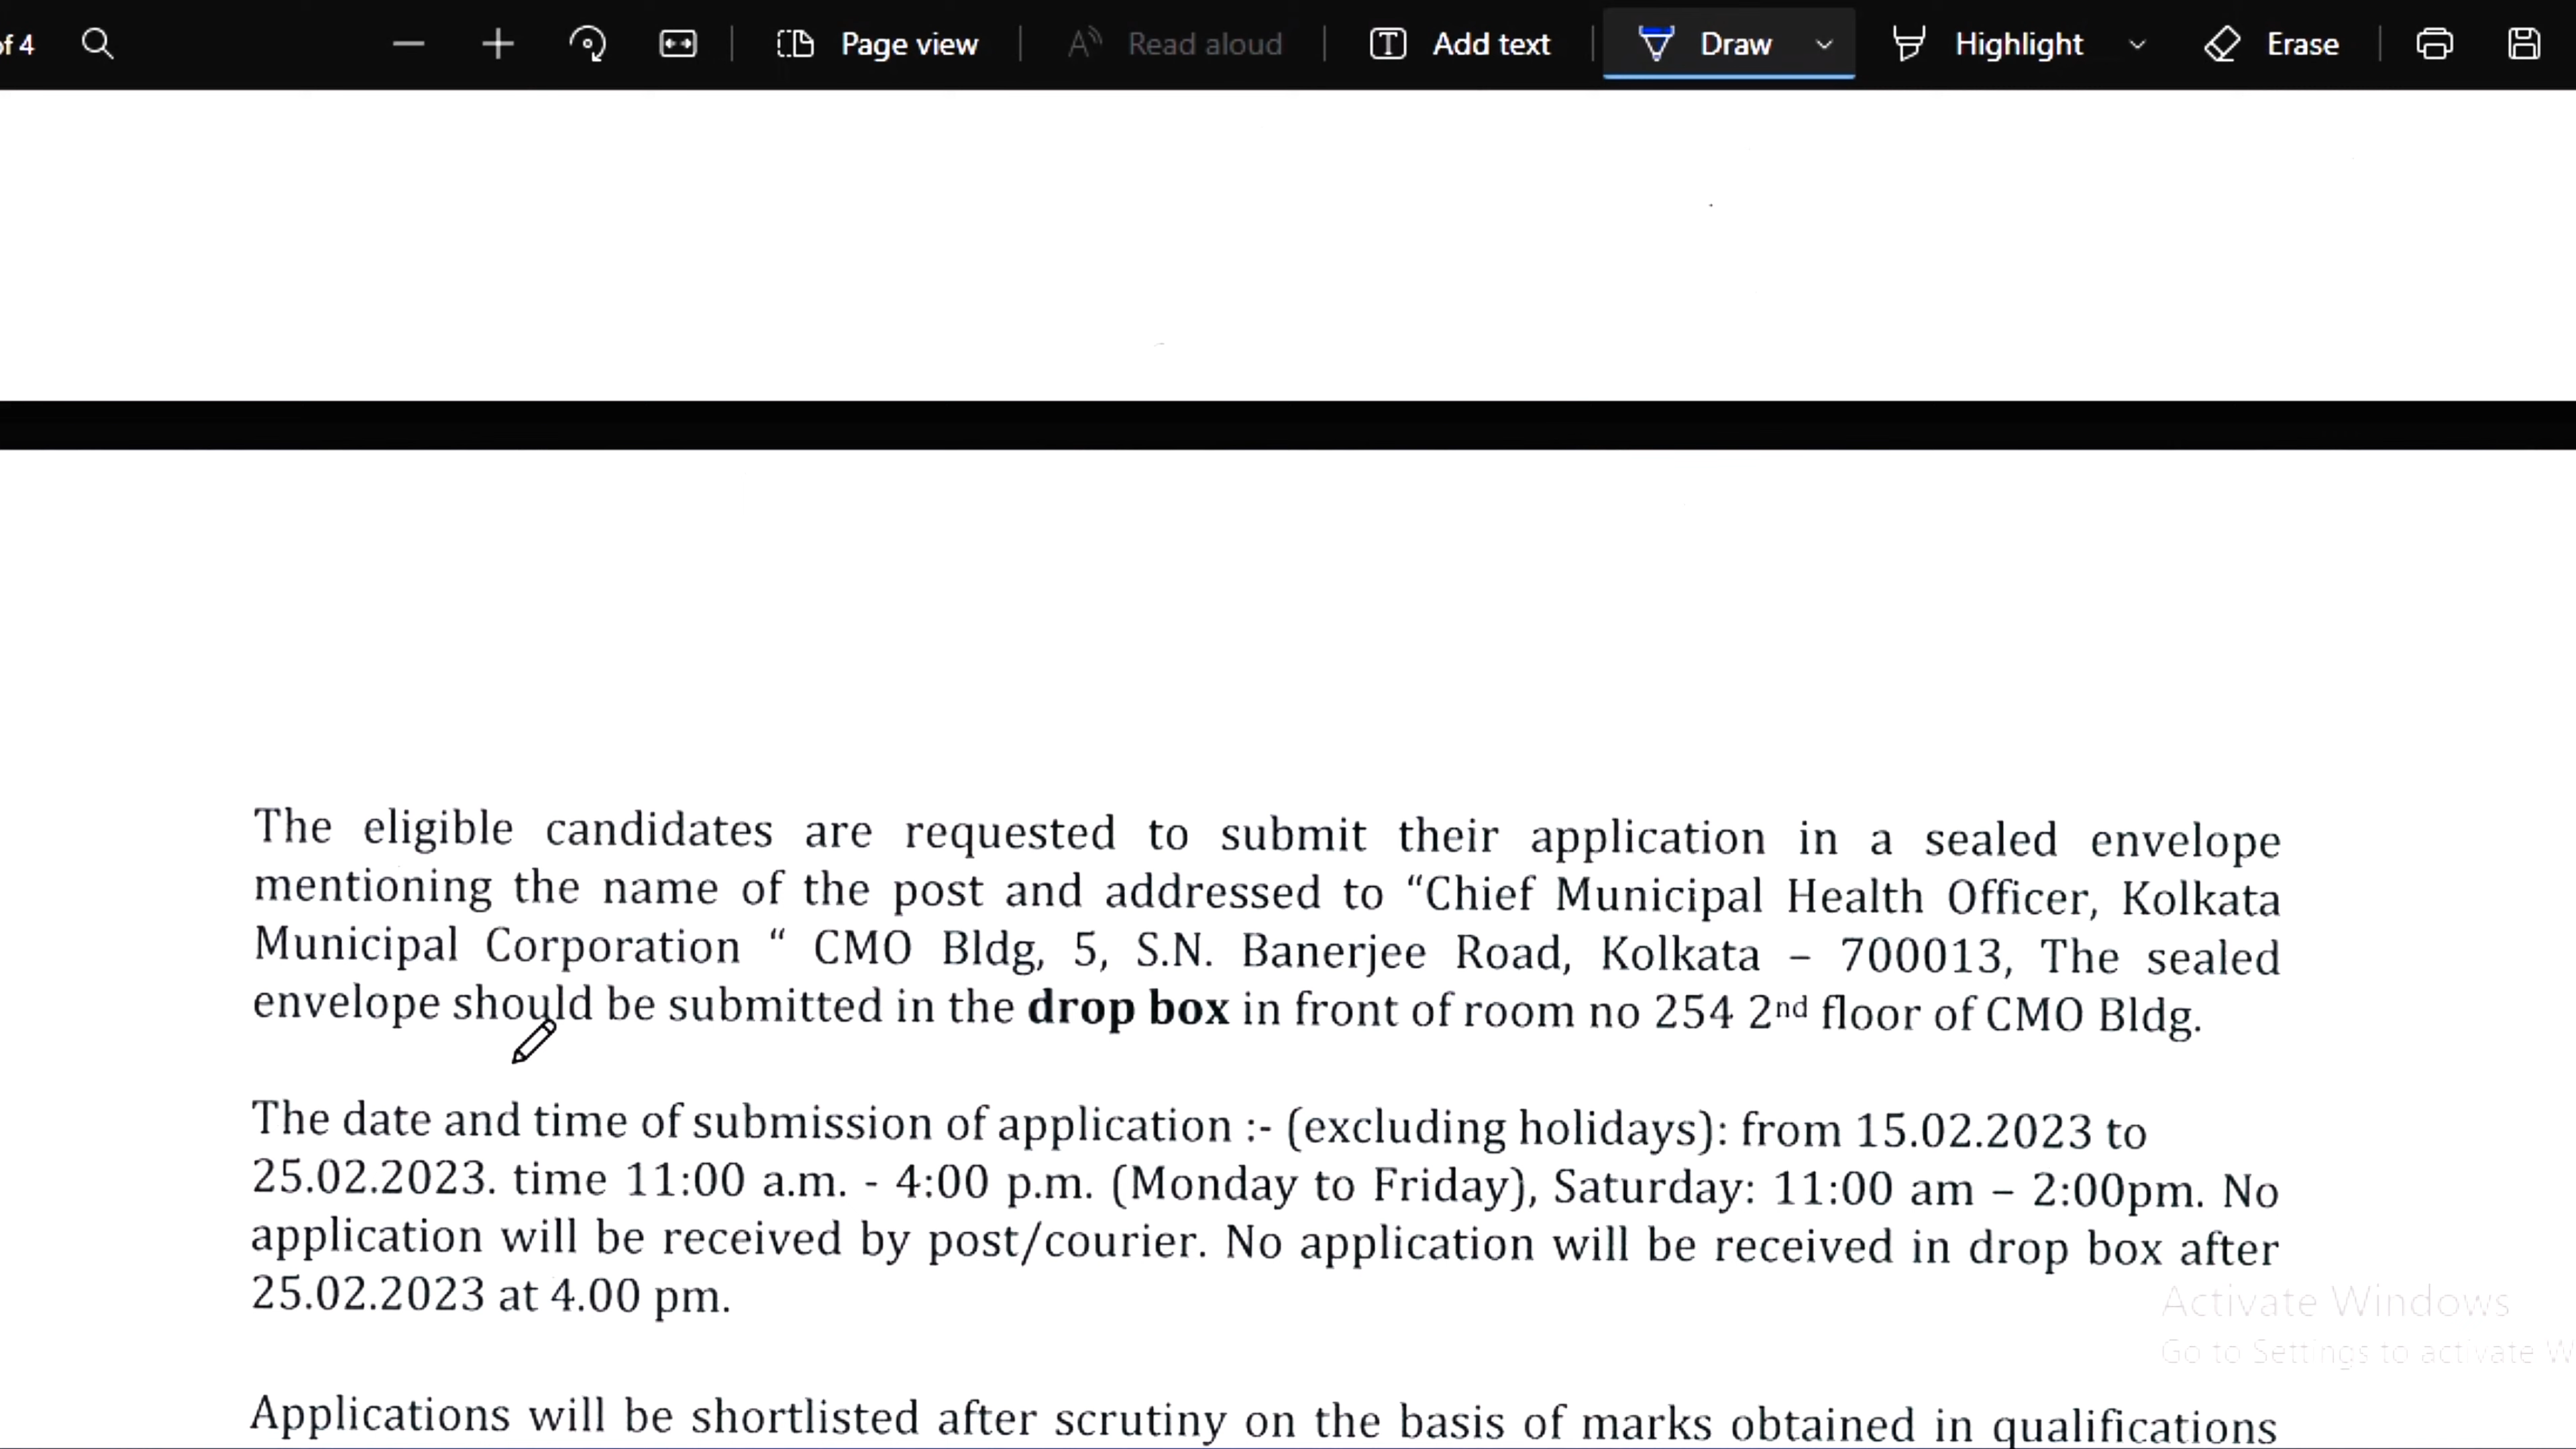 of 4 Page view Read aloud Add text Draw Highlight Erase
The eligible candidates are requested to submit their application in a sealed envelope
mentioning the name of the post and addressed to “Chief Municipal Health Officer, Kolkata
Municipal Corporation “ CMO Bldg, 5, S.N. Banerjee Road, Kolkata – 700013, The sealed
envelope should be submitted in the drop box in front of room no 254 2nd floor of CMO Bldg.
The date and time of submission of application :- (excluding holidays): from 15.02.2023 to
25.02.2023. time 11:00 a.m. - 4:00 p.m. (Monday to Friday), Saturday: 11:00 am – 2:00pm. No
application will be received by post/courier. No application will be received in drop box after
25.02.2023 at 4.00 pm.
Activate Windows
Go to Settings to activate W
Applications will be shortlisted after scrutiny on the basis of marks obtained in qualifications